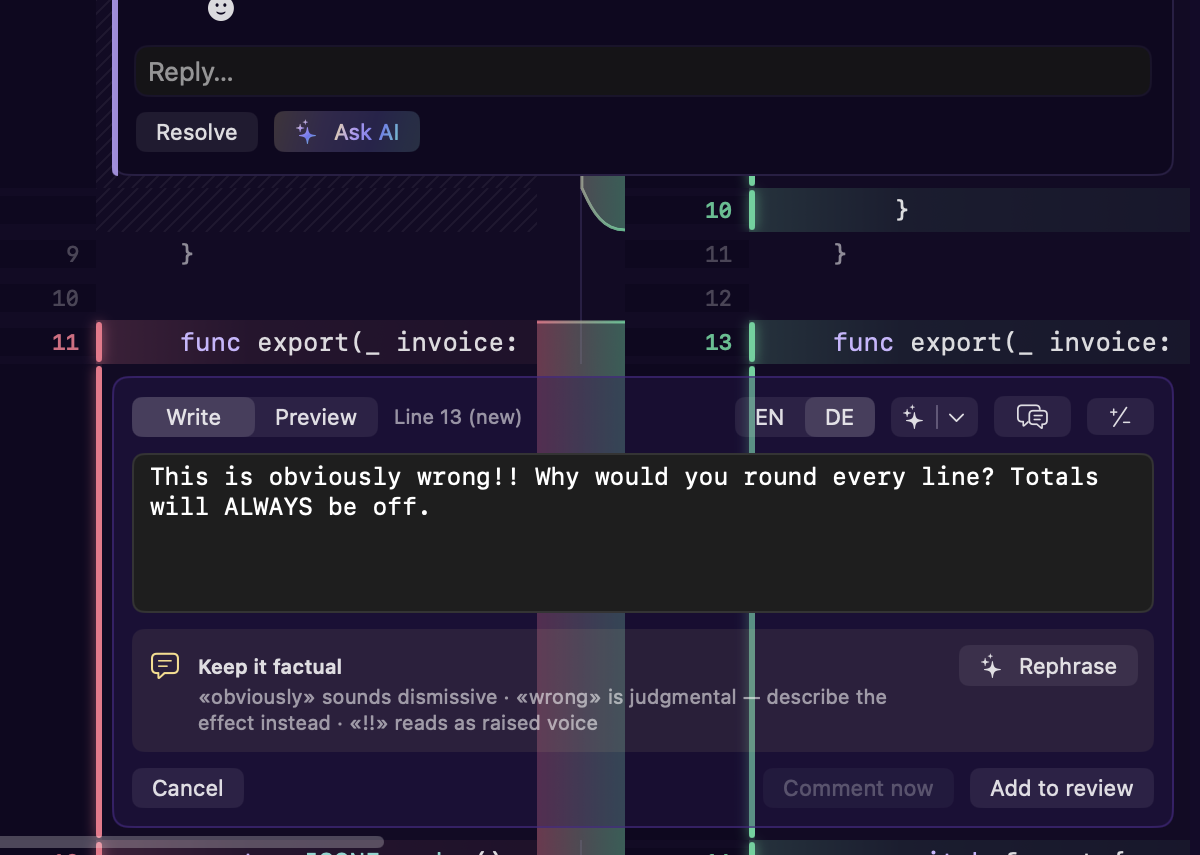 Reply...
Resolve
Ask AI
10 }
9 }
11 }
10
12
11 func export(_ invoice:
13 func export(_ invoice:
Write
Preview
Line 13 (new)
EN
DE
+/-
This is obviously wrong!! Why would you round every line? Totals
will ALWAYS be off.
Keep it factual
Rephrase
«obviously» sounds dismissive · «wrong» is judgmental — describe the
effect instead · «!!» reads as raised voice
Cancel
Comment now
Add to review